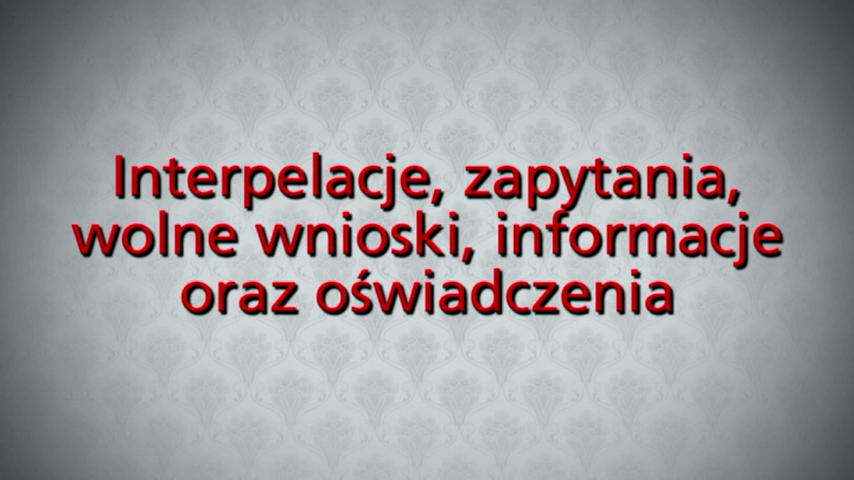 Interpelacje, zapytania,
wolne wnioski, informacje
oraz oświadczenia